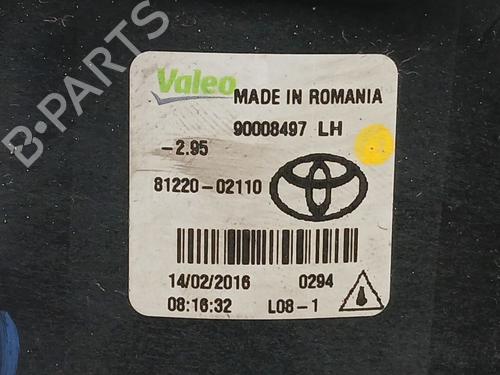 B-PARTS
Valeo
MADE IN ROMANIA
90008497 LH
-2.95
81220-02110
14/02/2016 0294
08:16:32 L08-1